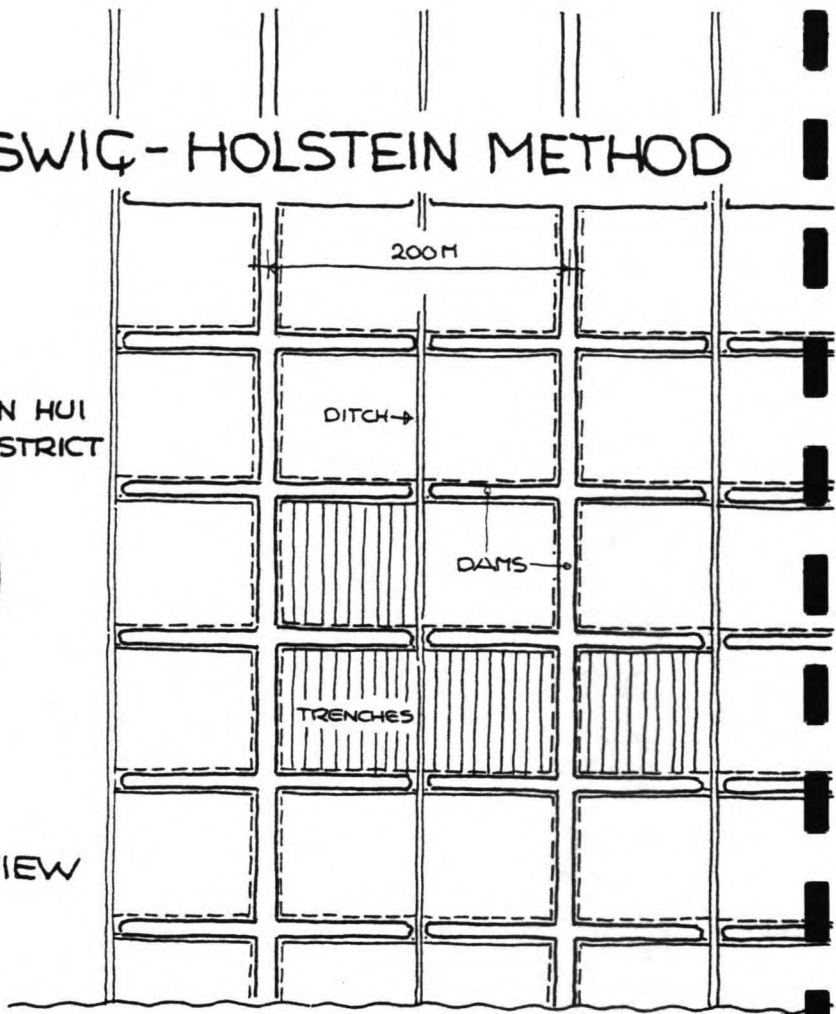 SWIG-HOLSTEIN METHOD
200M
N HUI
STRICT
DITCH
DAMS
TRENCHES
IEW